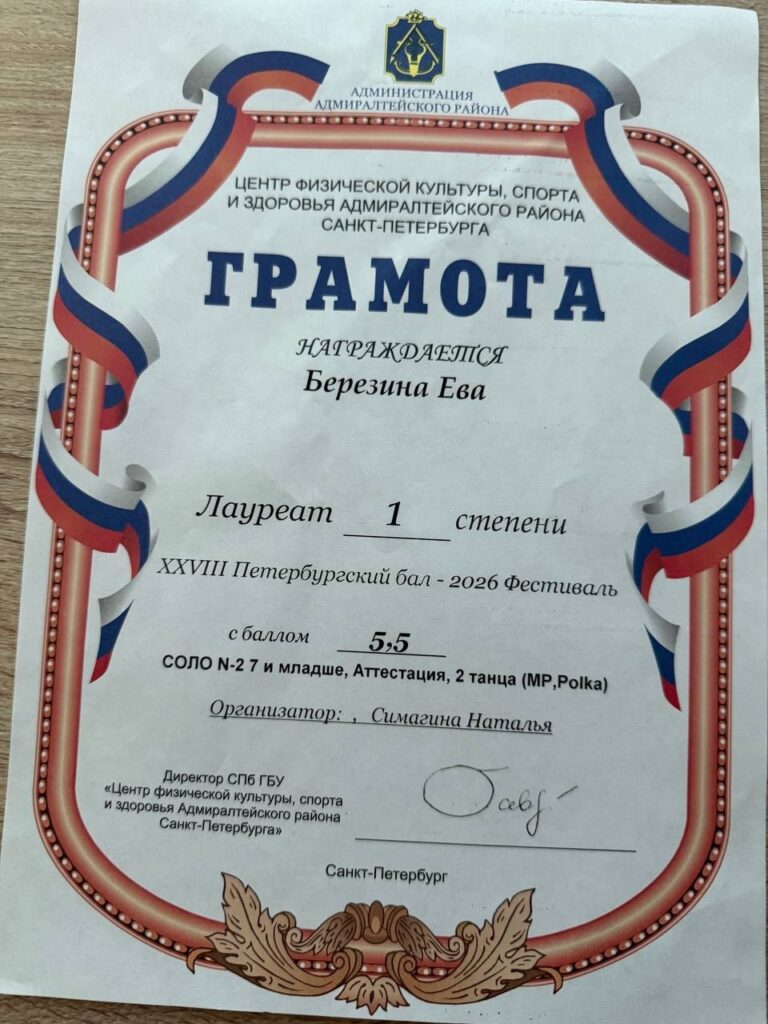 АДМИНИСТРАЦИЯ
АДМИРАЛТЕЙСКОГО РАЙОНА
ЦЕНТР ФИЗИЧЕСКОЙ КУЛЬТУРЫ, СПОРТА
И ЗДОРОВЬЯ АДМИРАЛТЕЙСКОГО РАЙОНА
САНКТ-ПЕТЕРБУРГА
ГРАМОТА
НАГРАЖДАЕТСЯ
Березина Ева
Лауреат 1 степени
XXVIII Петербургский бал - 2026 Фестиваль
с баллом 5,5
СОЛО N-2 7 и младше, Аттестация, 2 танца (МР,Polka)
Организатор: , Симагина Наталья
Директор СПб ГБУ
«Центр физической культуры, спорта
и здоровья Адмиралтейского района
Санкт-Петербурга»
Санкт-Петербург